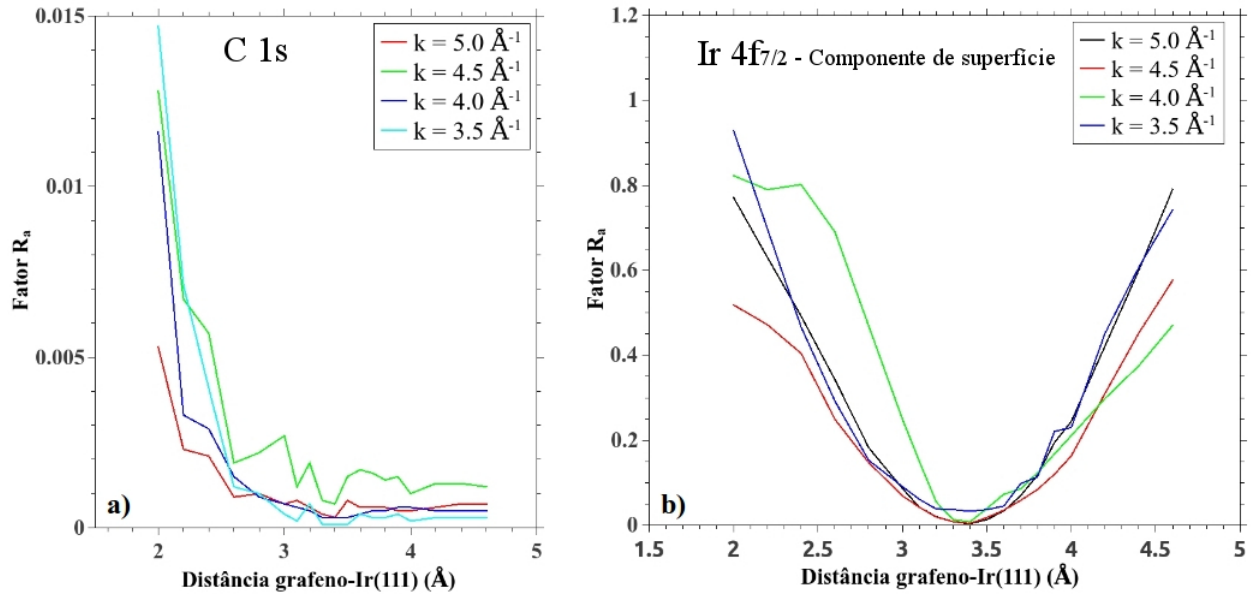 C 1s
k = 5.0 Å-1
k = 4.5 Å-1
k = 4.0 Å-1
k = 3.5 Å-1
0.015
0.01
0.005
0
Fator Ra
a)
2
3
4
5
Distância grafeno-Ir(111) (Å)
Ir 4f7/2 - Componente de superfície
k = 5.0 Å-1
k = 4.5 Å-1
k = 4.0 Å-1
k = 3.5 Å-1
1.2
1
0.8
0.6
0.4
0.2
0
Fator Ra
b)
1.5
2
2.5
3
3.5
4
4.5
5
Distância grafeno-Ir(111) (Å)